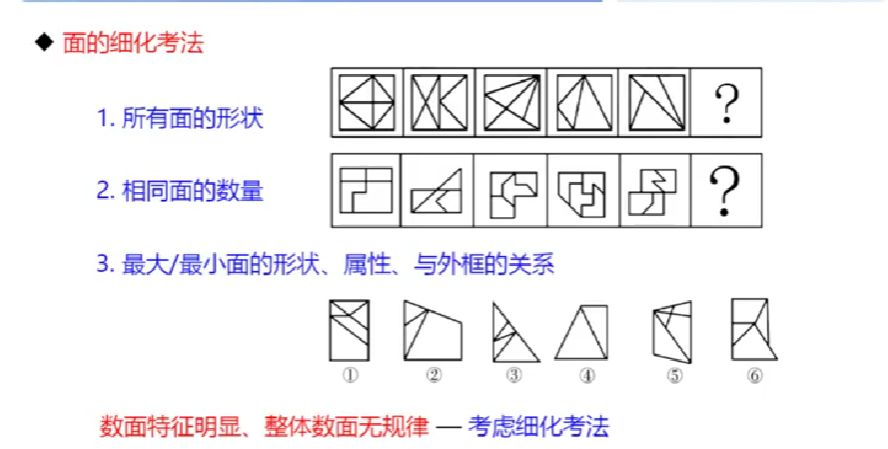 ◆ 面的细化考法
1. 所有面的形状
?
2. 相同面的数量
?
3. 最大/最小面的形状、属性、与外框的关系
① ② ③ ④ ⑤ ⑥
数面特征明显、整体数面无规律 — 考虑细化考法